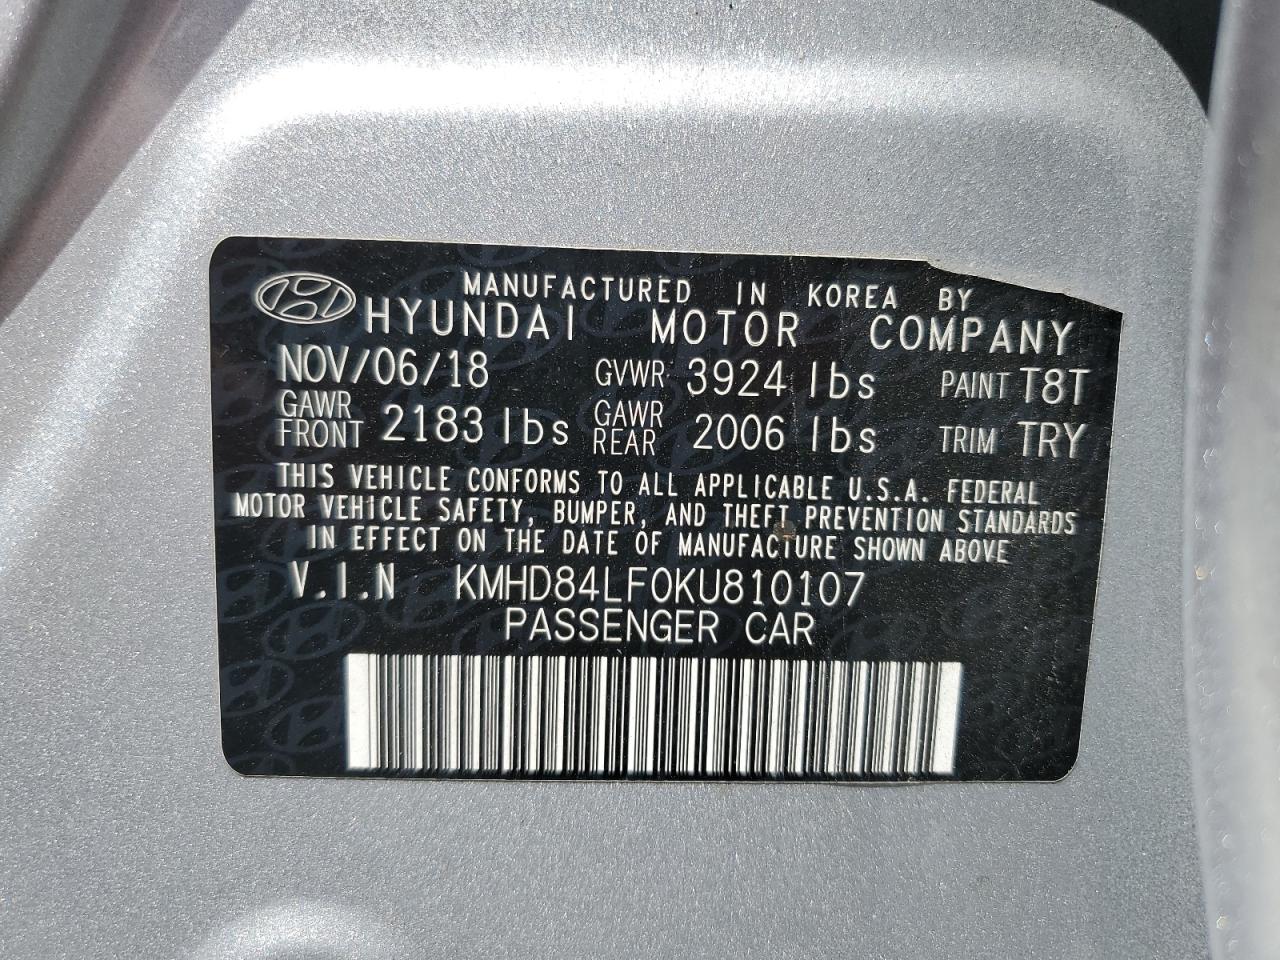 MANUFACTURED IN KOREA BY
HYUNDAI MOTOR COMPANY
NOV/06/18 GVWR 3924 lbs PAINT T8T
GAWR FRONT 2183 lbs GAWR REAR 2006 lbs TRIM TRY
THIS VEHICLE CONFORMS TO ALL APPLICABLE U.S.A. FEDERAL
MOTOR VEHICLE SAFETY, BUMPER, AND THEFT PREVENTION STANDARDS
IN EFFECT ON THE DATE OF MANUFACTURE SHOWN ABOVE
V.I.N KMHD84LF0KU810107
PASSENGER CAR